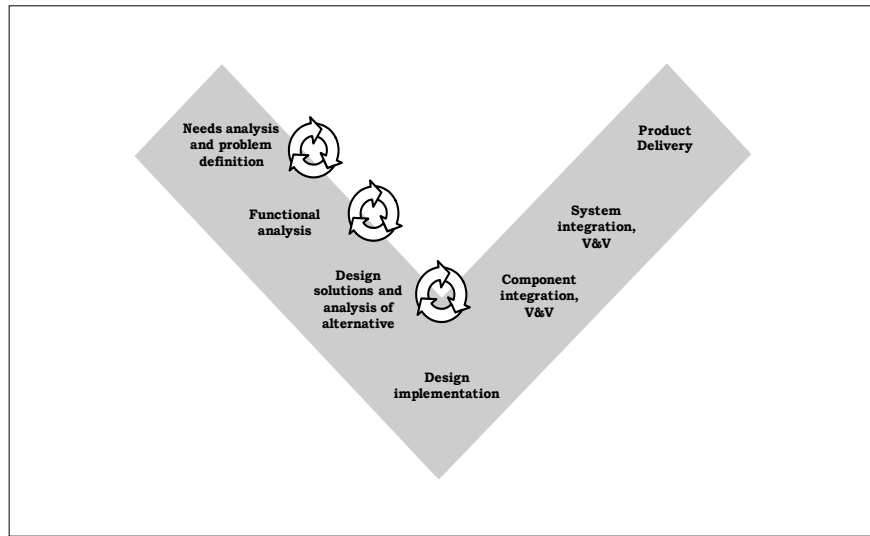 Needs analysis
and problem
definition
Functional
analysis
Design
solutions and
analysis of
alternative
Design
implementation
Component
integration,
V&V
System
integration,
V&V
Product
Delivery